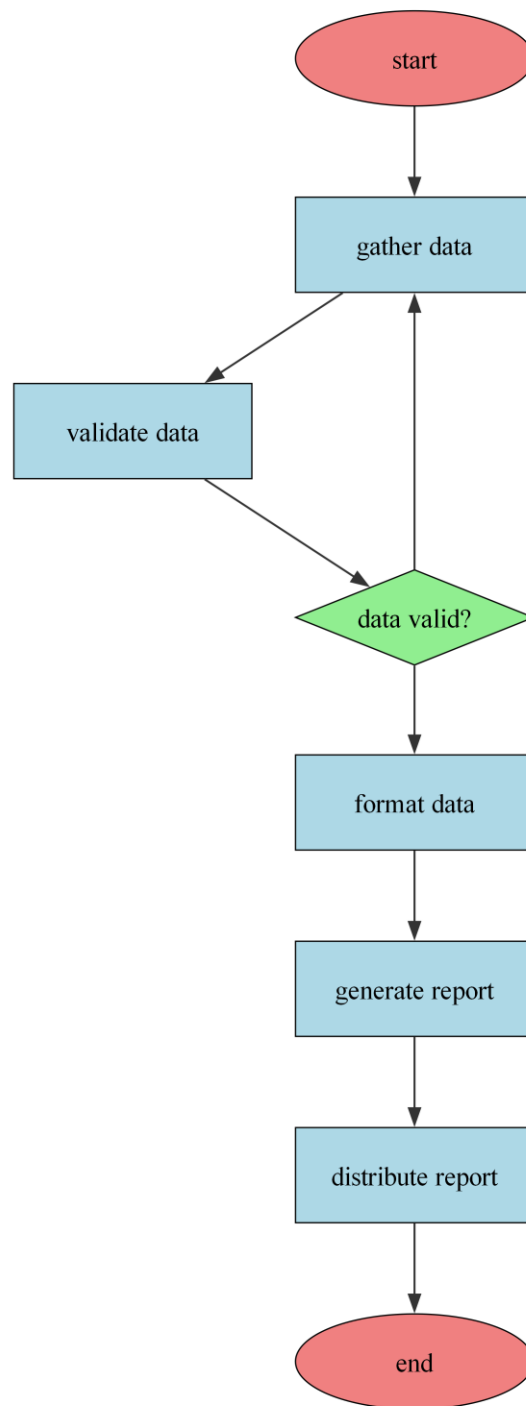 start
gather data
validate data
data valid?
format data
generate report
distribute report
end